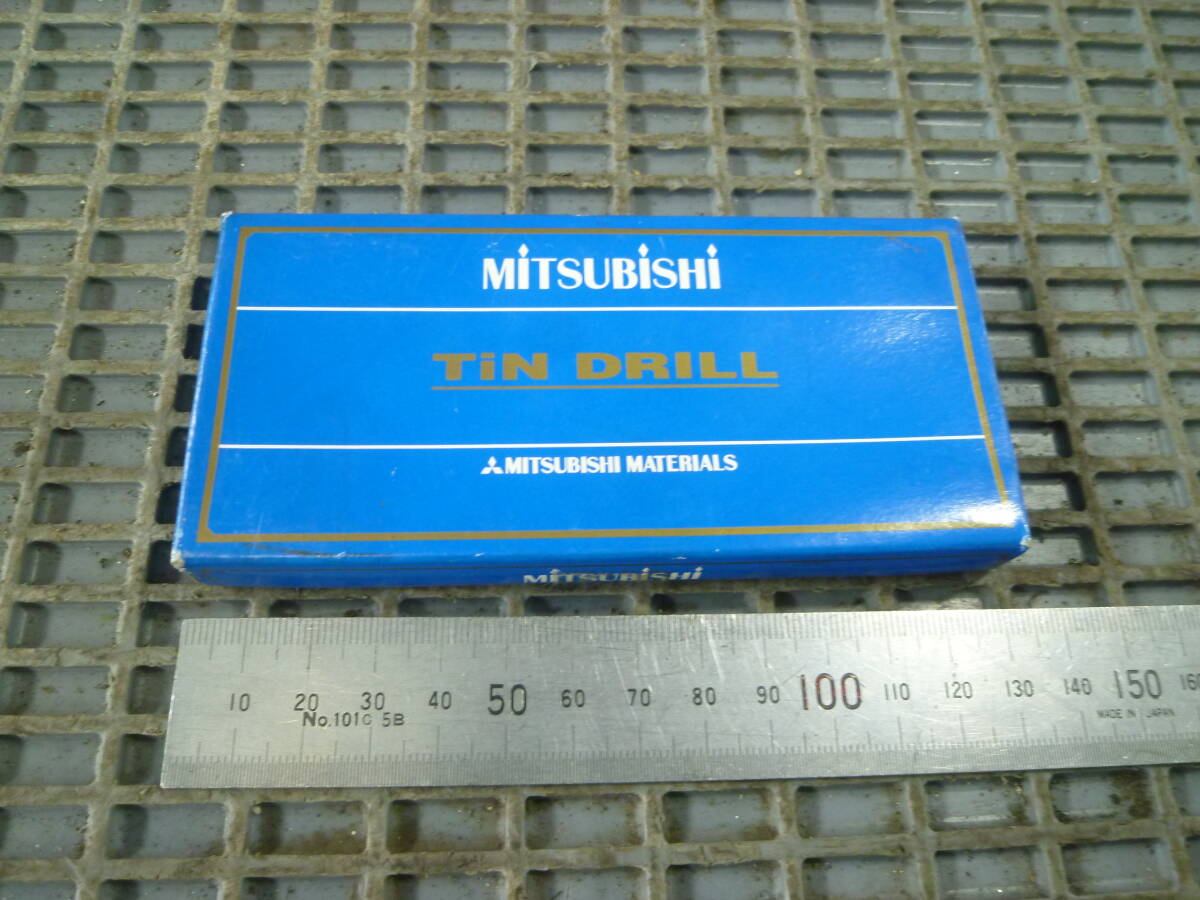 MiTSUBiSHi
TiN DRILL
MITSUBISHI MATERIALS
MiTSUBiSHi
10 20 30 40 50 60 70 80 90 100 110 120 130 140 150 160
No.101C 5B
MADE IN JAPAN